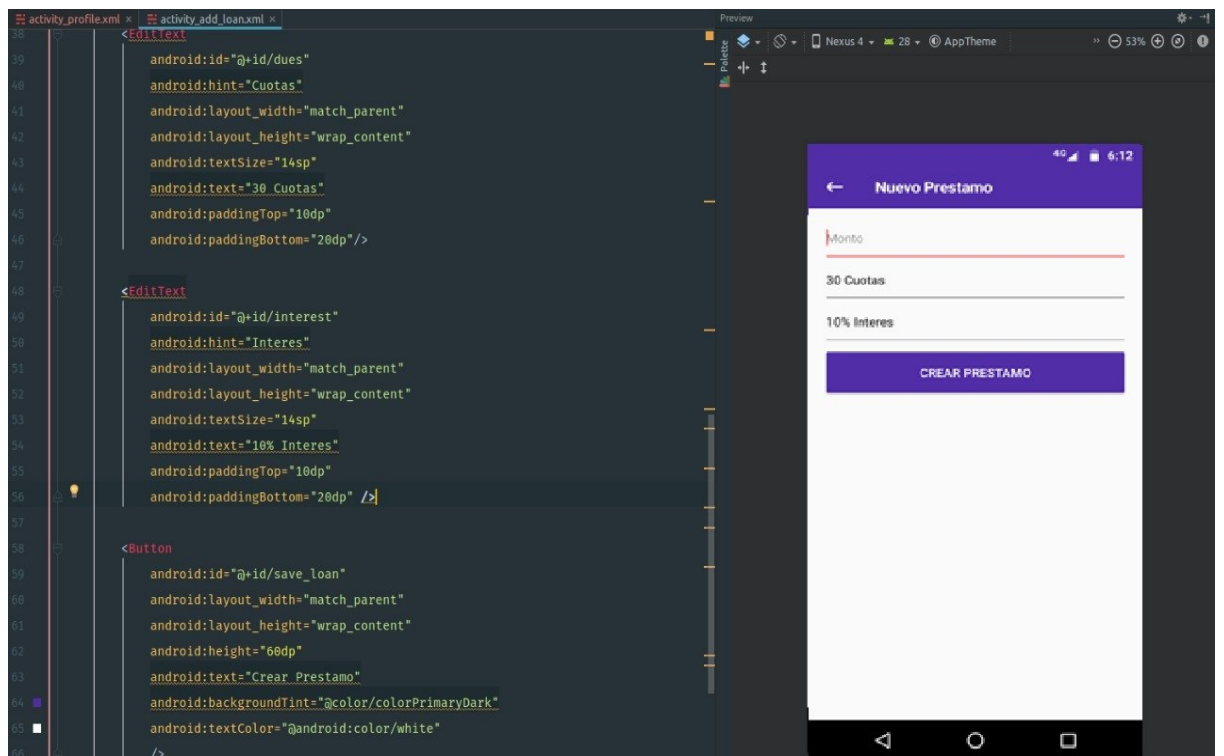 activity_profile.xml ×
activity_add_loan.xml ×
38 <EditText
39 android:id="@+id/dues"
40 android:hint="Cuotas"
41 android:layout_width="match_parent"
42 android:layout_height="wrap_content"
43 android:textSize="14sp"
44 android:text="30 Cuotas"
45 android:paddingTop="10dp"
46 android:paddingBottom="20dp"/>
47
48 <EditText
49 android:id="@+id/interest"
50 android:hint="Interes"
51 android:layout_width="match_parent"
52 android:layout_height="wrap_content"
53 android:textSize="14sp"
54 android:text="10% Interes"
55 android:paddingTop="10dp"
56 android:paddingBottom="20dp" />
57
58 <Button
59 android:id="@+id/save_loan"
60 android:layout_width="match_parent"
61 android:layout_height="wrap_content"
62 android:height="60dp"
63 android:text="Crear Prestamo"
64 android:backgroundTint="@color/colorPrimaryDark"
65 android:textColor="@android:color/white"
66 />
Preview
Palette
Nexus 4 28 AppTheme » 53%
4G 6:12
Nuevo Prestamo
Monto
30 Cuotas
10% Interes
CREAR PRESTAMO